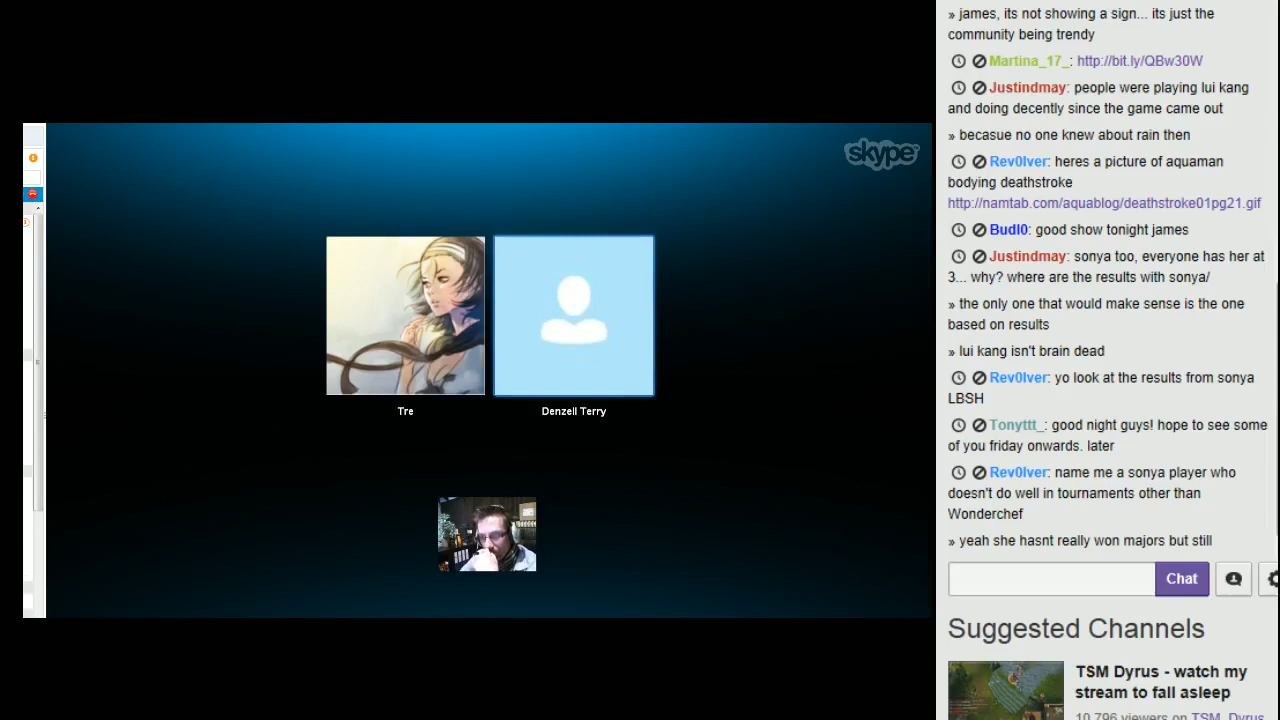 skype
Tre
Denzell Terry
» james, its not showing a sign... its just the
community being trendy
Martina_17_: http://bit.ly/QBw30W
Justindmay: people were playing lui kang
and doing decently since the game came out
» becasue no one knew about rain then
Rev0lver: heres a picture of aquaman
bodying deathstroke
http://namtab.com/aquablog/deathstroke01pg21.gif
Budl0: good show tonight james
Justindmay: sonya too, everyone has her at
3... why? where are the results with sonya/
» the only one that would make sense is the one
based on results
» lui kang isn't brain dead
Rev0lver: yo look at the results from sonya
LBSH
Tonyttt_: good night guys! hope to see some
of you friday onwards. later
Rev0lver: name me a sonya player who
doesn't do well in tournaments other than
Wonderchef
» yeah she hasnt really won majors but still
Chat
Suggested Channels
TSM Dyrus - watch my
stream to fall asleep
10,796 viewers on TSM_Dyrus